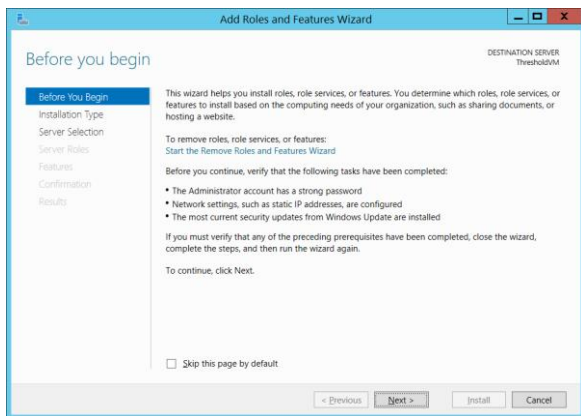 Add Roles and Features Wizard
Before you begin
DESTINATION SERVER
ThresholdVM
Before You Begin
Installation Type
Server Selection
Server Roles
Features
Confirmation
Results
This wizard helps you install roles, role services, or features. You determine which roles, role services, or
features to install based on the computing needs of your organization, such as sharing documents, or
hosting a website.
To remove roles, role services, or features:
Start the Remove Roles and Features Wizard
Before you continue, verify that the following tasks have been completed:
• The Administrator account has a strong password
• Network settings, such as static IP addresses, are configured
• The most current security updates from Windows Update are installed
If you must verify that any of the preceding prerequisites have been completed, close the wizard,
complete the steps, and then run the wizard again.
To continue, click Next.
Skip this page by default
< Previous
Next >
Install
Cancel